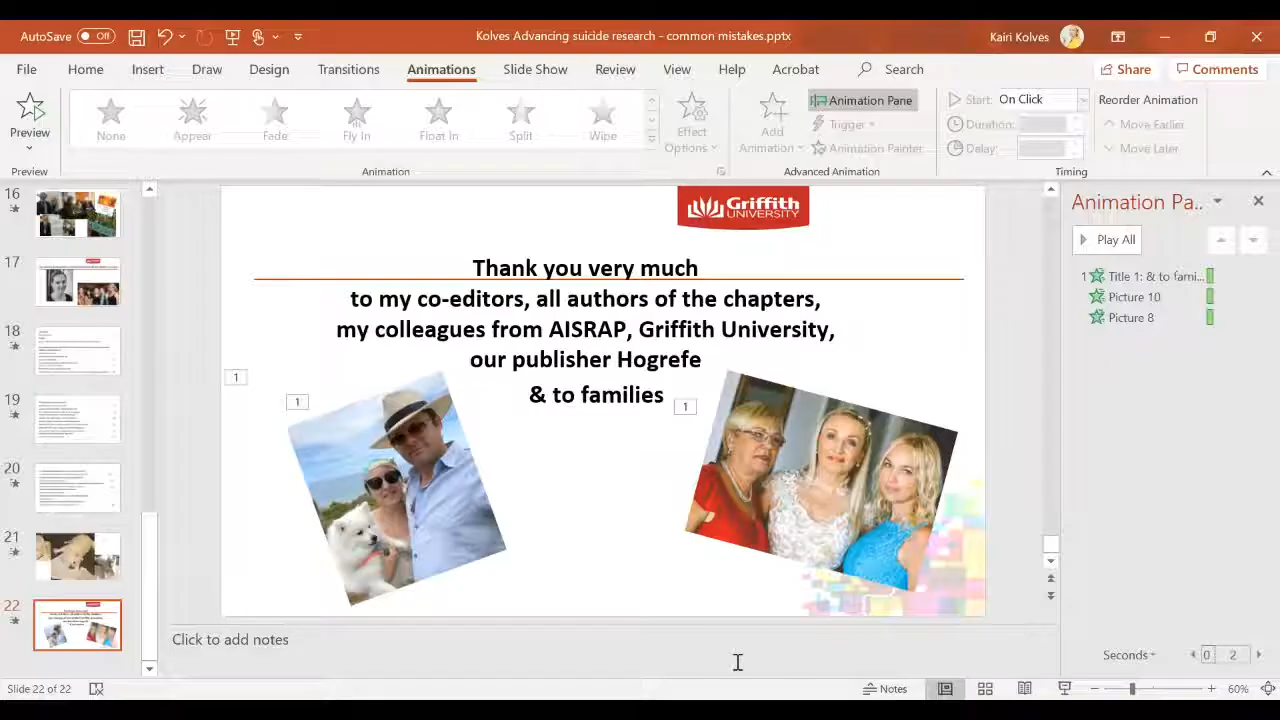 AutoSave Off
Kolves Advancing suicide research - common mistakes.pptx
Kairi Kolves
File Home Insert Draw Design Transitions Animations Slide Show Review View Help Acrobat Search Share Comments
Preview
None Appear Fade Fly In Float In Split Wipe
Effect Options
Add Animation
Animation Pane
Trigger
Animation Painter
Start: On Click
Duration:
Delay:
Reorder Animation
Move Earlier
Move Later
Preview Animation Advanced Animation Timing
16
17
18
19
20
21
22
Griffith
UNIVERSITY
Thank you very much
to my co-editors, all authors of the chapters,
my colleagues from AISRAP, Griffith University,
our publisher Hogrefe
& to families
1
1
1
Animation Pa..
Play All
1 Title 1: & to fami...
Picture 10
Picture 8
Seconds 0 2
Click to add notes
Slide 22 of 22
Notes
60%